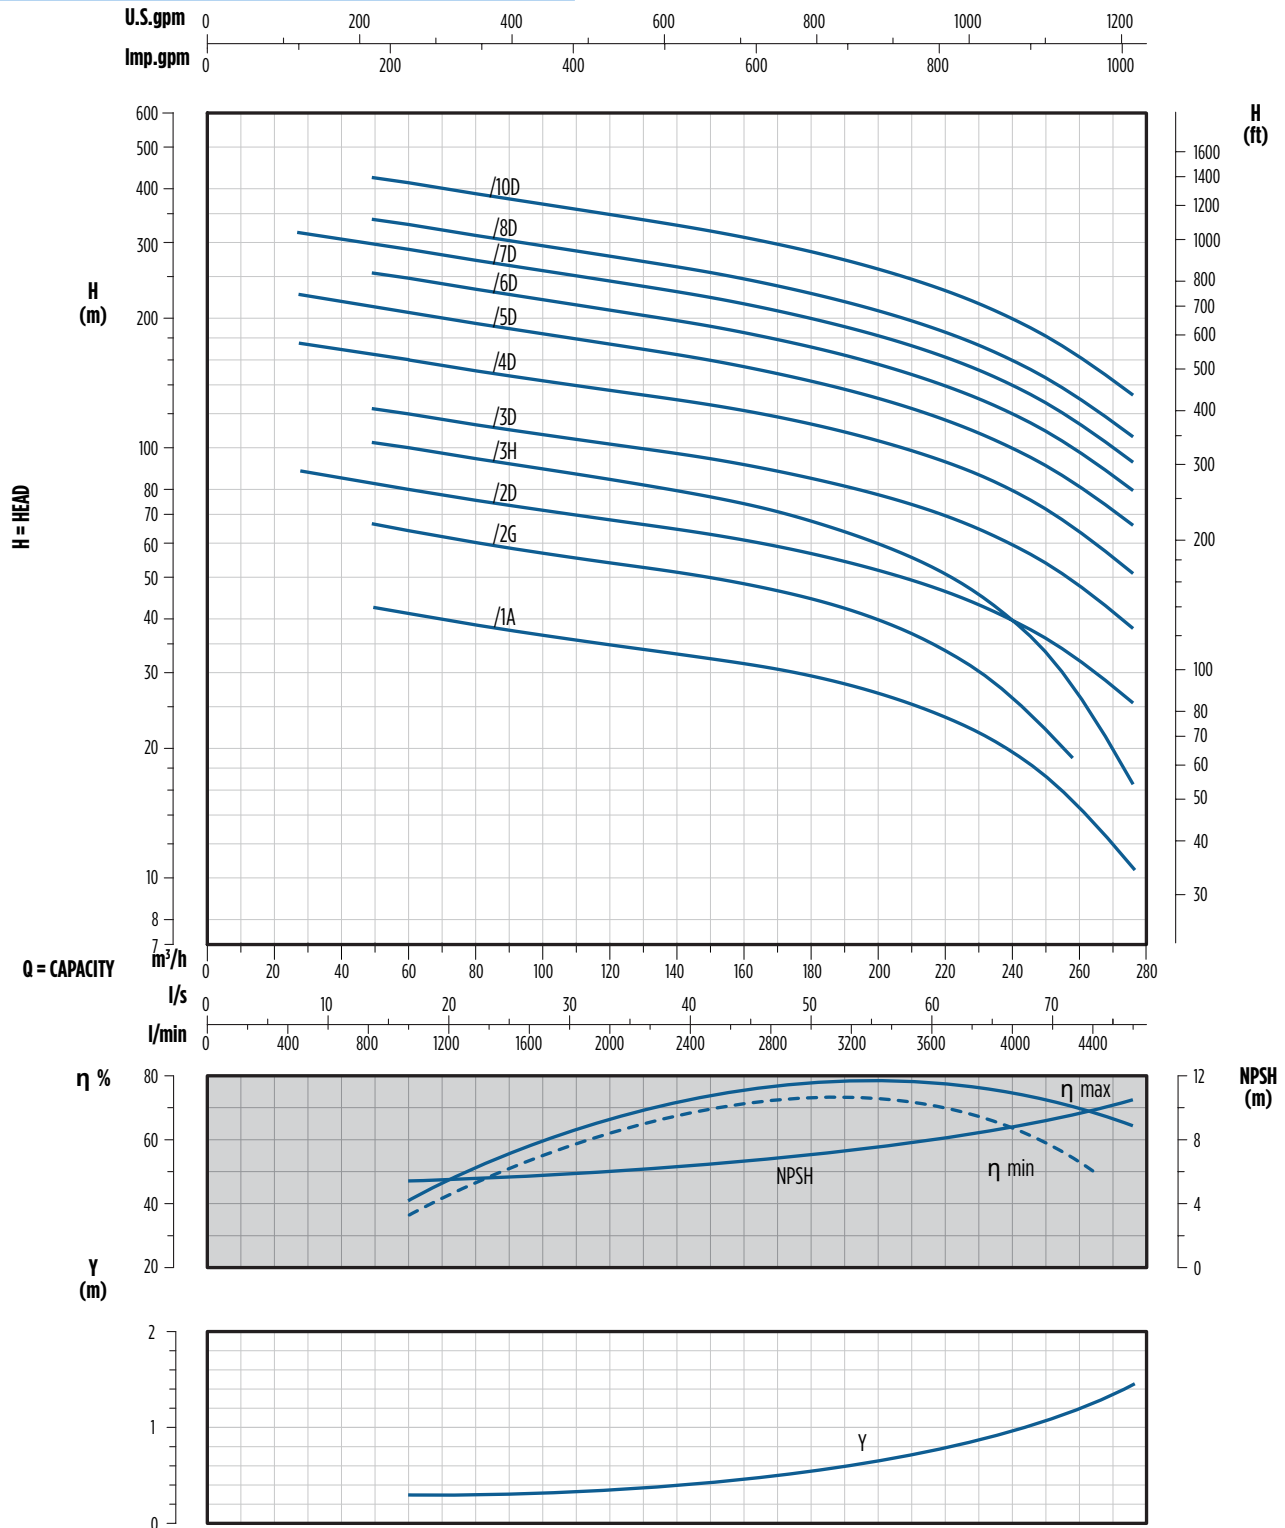 U.S.gpm 0 200 400 600 800 1000 1200
Imp.gpm 0 200 400 600 800 1000
H (ft)
H (m)
H = HEAD
600
500
400
300
200
100
80
70
60
50
40
30
20
10
8
7
1600
1400
1200
1000
800
700
600
500
400
300
200
100
80
70
60
50
40
30
/10D
/8D
/7D
/6D
/5D
/4D
/3D
/3H
/2D
/2G
/1A
Q = CAPACITY m³/h 0 20 40 60 80 100 120 140 160 180 200 220 240 260 280
l/s 0 10 20 30 40 50 60 70
l/min 0 400 800 1200 1600 2000 2400 2800 3200 3600 4000 4400
η %
80
60
40
20
NPSH (m)
12
8
4
0
η max
η min
NPSH
Y (m)
2
1
0
Y